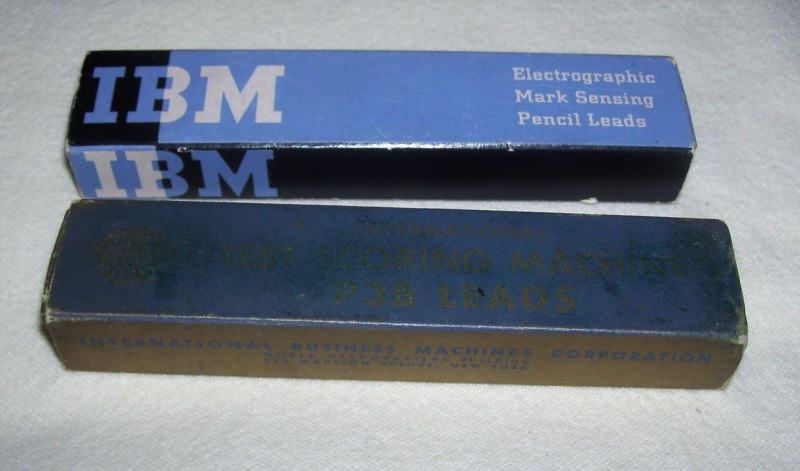 IBM
Electrographic
Mark Sensing
Pencil Leads
IBM
INTERNATIONAL
TEST SCORING MACHINE
P3B LEADS
INTERNATIONAL BUSINESS MACHINES CORPORATION
WORLD HEADQUARTERS BUILDING
590 MADISON AVENUE, NEW YORK